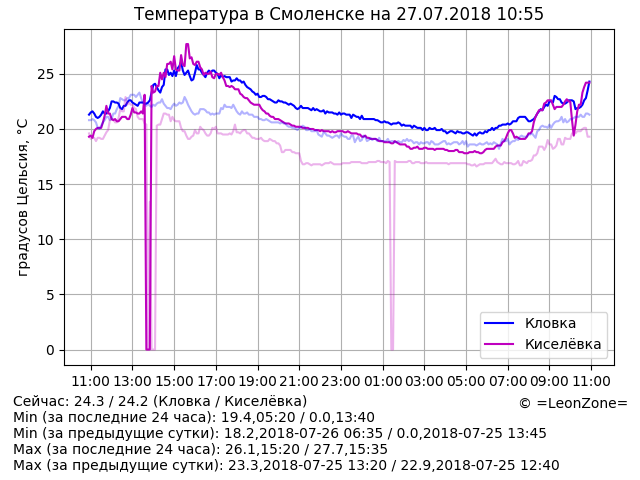 Температура в Смоленске на 27.07.2018 10:55
градусов Цельсия, °C
25
20
15
10
5
0
11:00 13:00 15:00 17:00 19:00 21:00 23:00 01:00 03:00 05:00 07:00 09:00 11:00
Кловка
Киселёвка
© =LeonZone=
Сейчас: 24.3 / 24.2 (Кловка / Киселёвка)
Min (за последние 24 часа): 19.4,05:20 / 0.0,13:40
Min (за предыдущие сутки): 18.2,2018-07-26 06:35 / 0.0,2018-07-25 13:45
Max (за последние 24 часа): 26.1,15:20 / 27.7,15:35
Max (за предыдущие сутки): 23.3,2018-07-25 13:20 / 22.9,2018-07-25 12:40